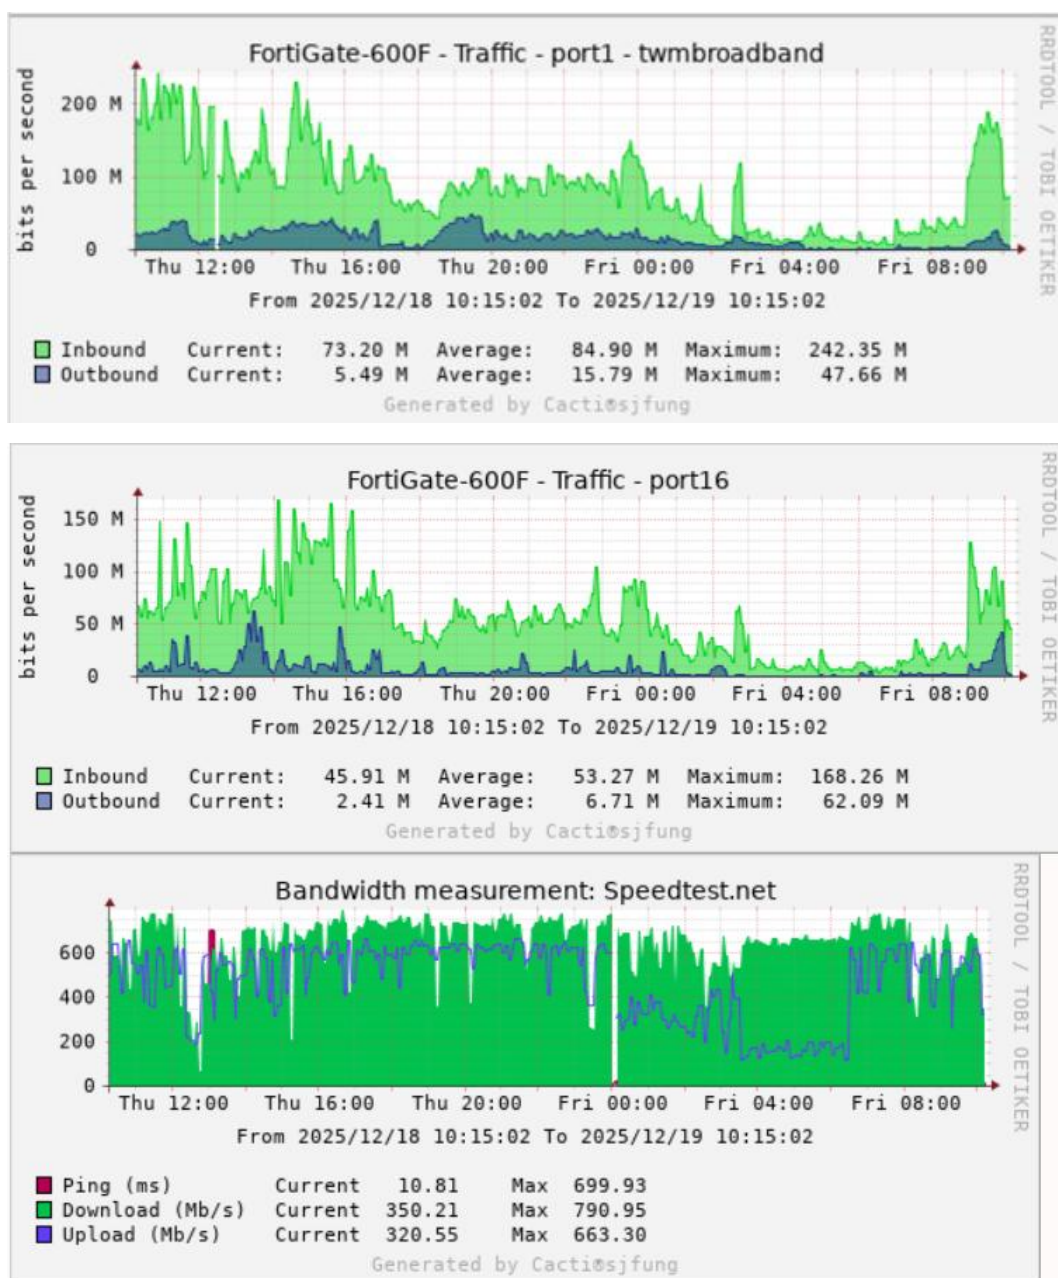 FortiGate-600F - Traffic - port1 - twmbroadband
RRDTOOL / TOBI OETIKER
bits per second
200 M
100 M
0
Thu 12:00 Thu 16:00 Thu 20:00 Fri 00:00 Fri 04:00 Fri 08:00
From 2025/12/18 10:15:02 To 2025/12/19 10:15:02
Inbound Current: 73.20 M Average: 84.90 M Maximum: 242.35 M
Outbound Current: 5.49 M Average: 15.79 M Maximum: 47.66 M
Generated by Cacti®sjfung
FortiGate-600F - Traffic - port16
RRDTOOL / TOBI OETIKER
bits per second
150 M
100 M
50 M
0
Thu 12:00 Thu 16:00 Thu 20:00 Fri 00:00 Fri 04:00 Fri 08:00
From 2025/12/18 10:15:02 To 2025/12/19 10:15:02
Inbound Current: 45.91 M Average: 53.27 M Maximum: 168.26 M
Outbound Current: 2.41 M Average: 6.71 M Maximum: 62.09 M
Generated by Cacti®sjfung
Bandwidth measurement: Speedtest.net
RRDTOOL / TOBI OETIKER
600
400
200
0
Thu 12:00 Thu 16:00 Thu 20:00 Fri 00:00 Fri 04:00 Fri 08:00
From 2025/12/18 10:15:02 To 2025/12/19 10:15:02
Ping (ms) Current 10.81 Max 699.93
Download (Mb/s) Current 350.21 Max 790.95
Upload (Mb/s) Current 320.55 Max 663.30
Generated by Cacti®sjfung